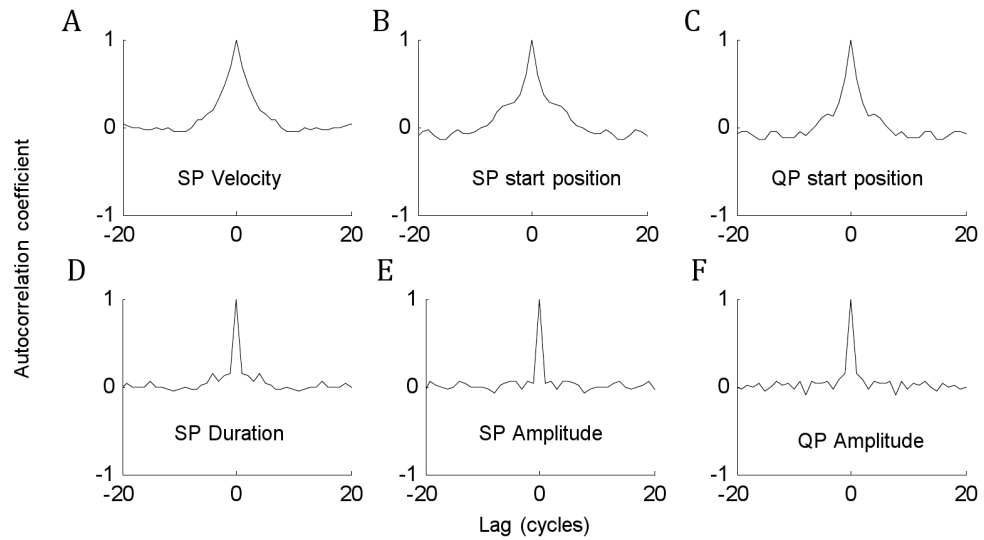 A
B
C
1
0
-1
-20
0
20
SP Velocity
1
0
-1
-20
0
20
SP start position
1
0
-1
-20
0
20
QP start position
Autocorrelation coefficient
D
E
F
1
0
-1
-20
0
20
SP Duration
1
0
-1
-20
0
20
SP Amplitude
1
0
-1
-20
0
20
QP Amplitude
Lag (cycles)